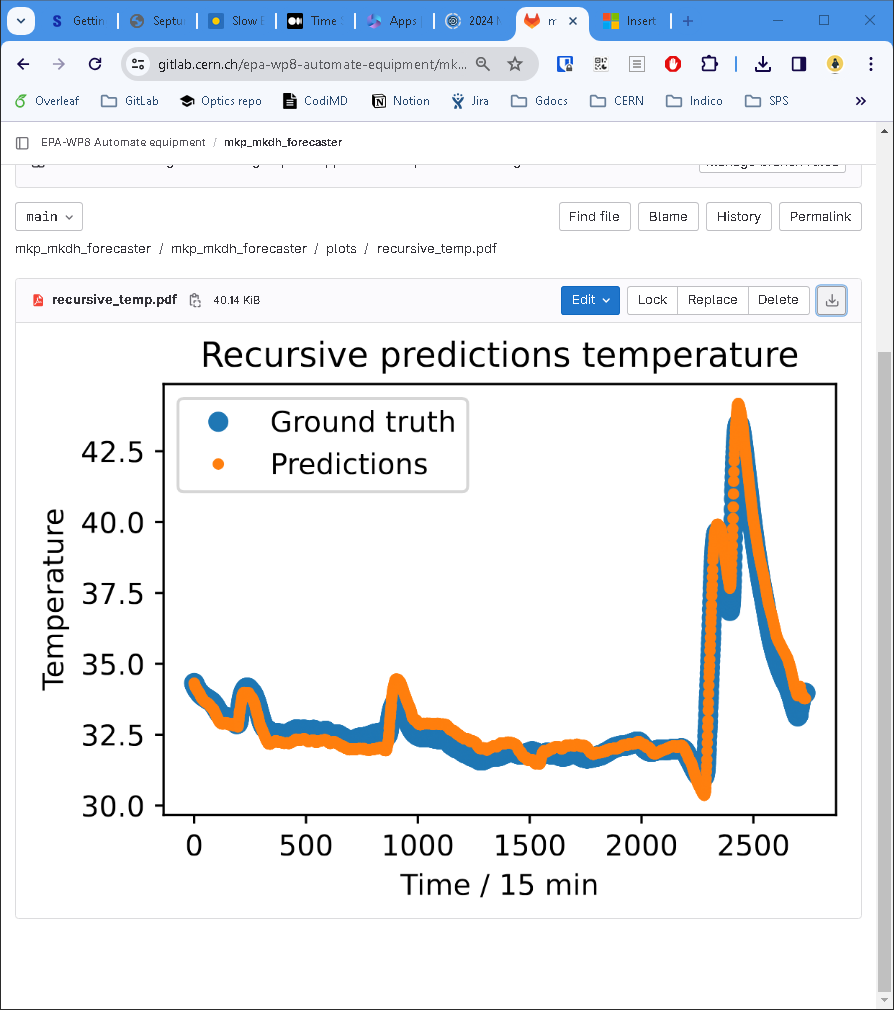 Gettin
Septu
Slow E
Time S
Apps
2024 M
m
Insert
gitlab.cern.ch/epa-wp8-automate-equipment/mk...
Overleaf GitLab Optics repo CodiMD Notion Jira Gdocs CERN Indico SPS
EPA-WP8 Automate equipment / mkp_mkdh_forecaster
main
Find file Blame History Permalink
mkp_mkdh_forecaster / mkp_mkdh_forecaster / plots / recursive_temp.pdf
recursive_temp.pdf 40.14 KiB
Edit Lock Replace Delete
Recursive predictions temperature
Ground truth
Predictions
Temperature
42.5
40.0
37.5
35.0
32.5
30.0
0 500 1000 1500 2000 2500
Time / 15 min